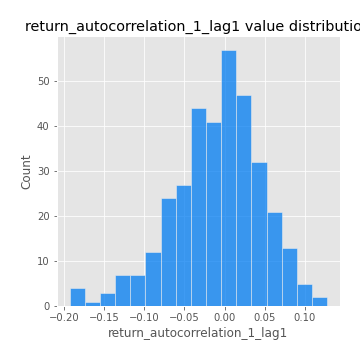 return_autocorrelation_1_lag1 value distributio
50
40
30
20
10
0
Count
−0.20 −0.15 −0.10 −0.05 0.00 0.05 0.10
return_autocorrelation_1_lag1